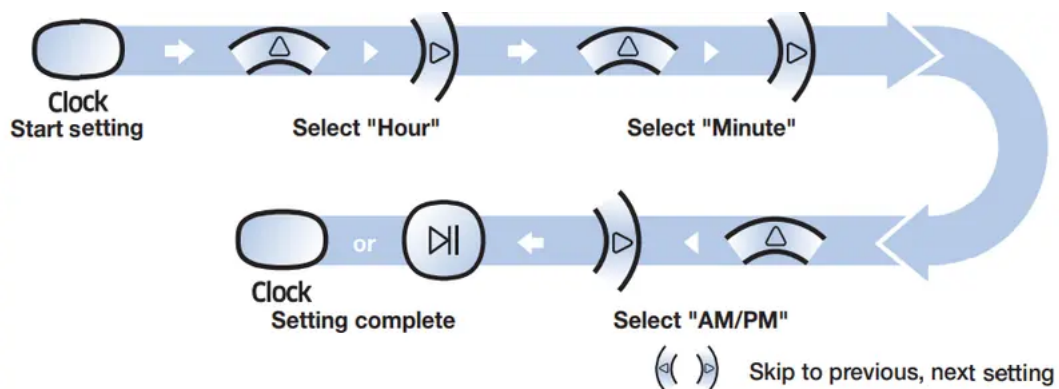 Clock
Start setting
Select "Hour"
Select "Minute"
or
Clock
Setting complete
Select "AM/PM"
Skip to previous, next setting